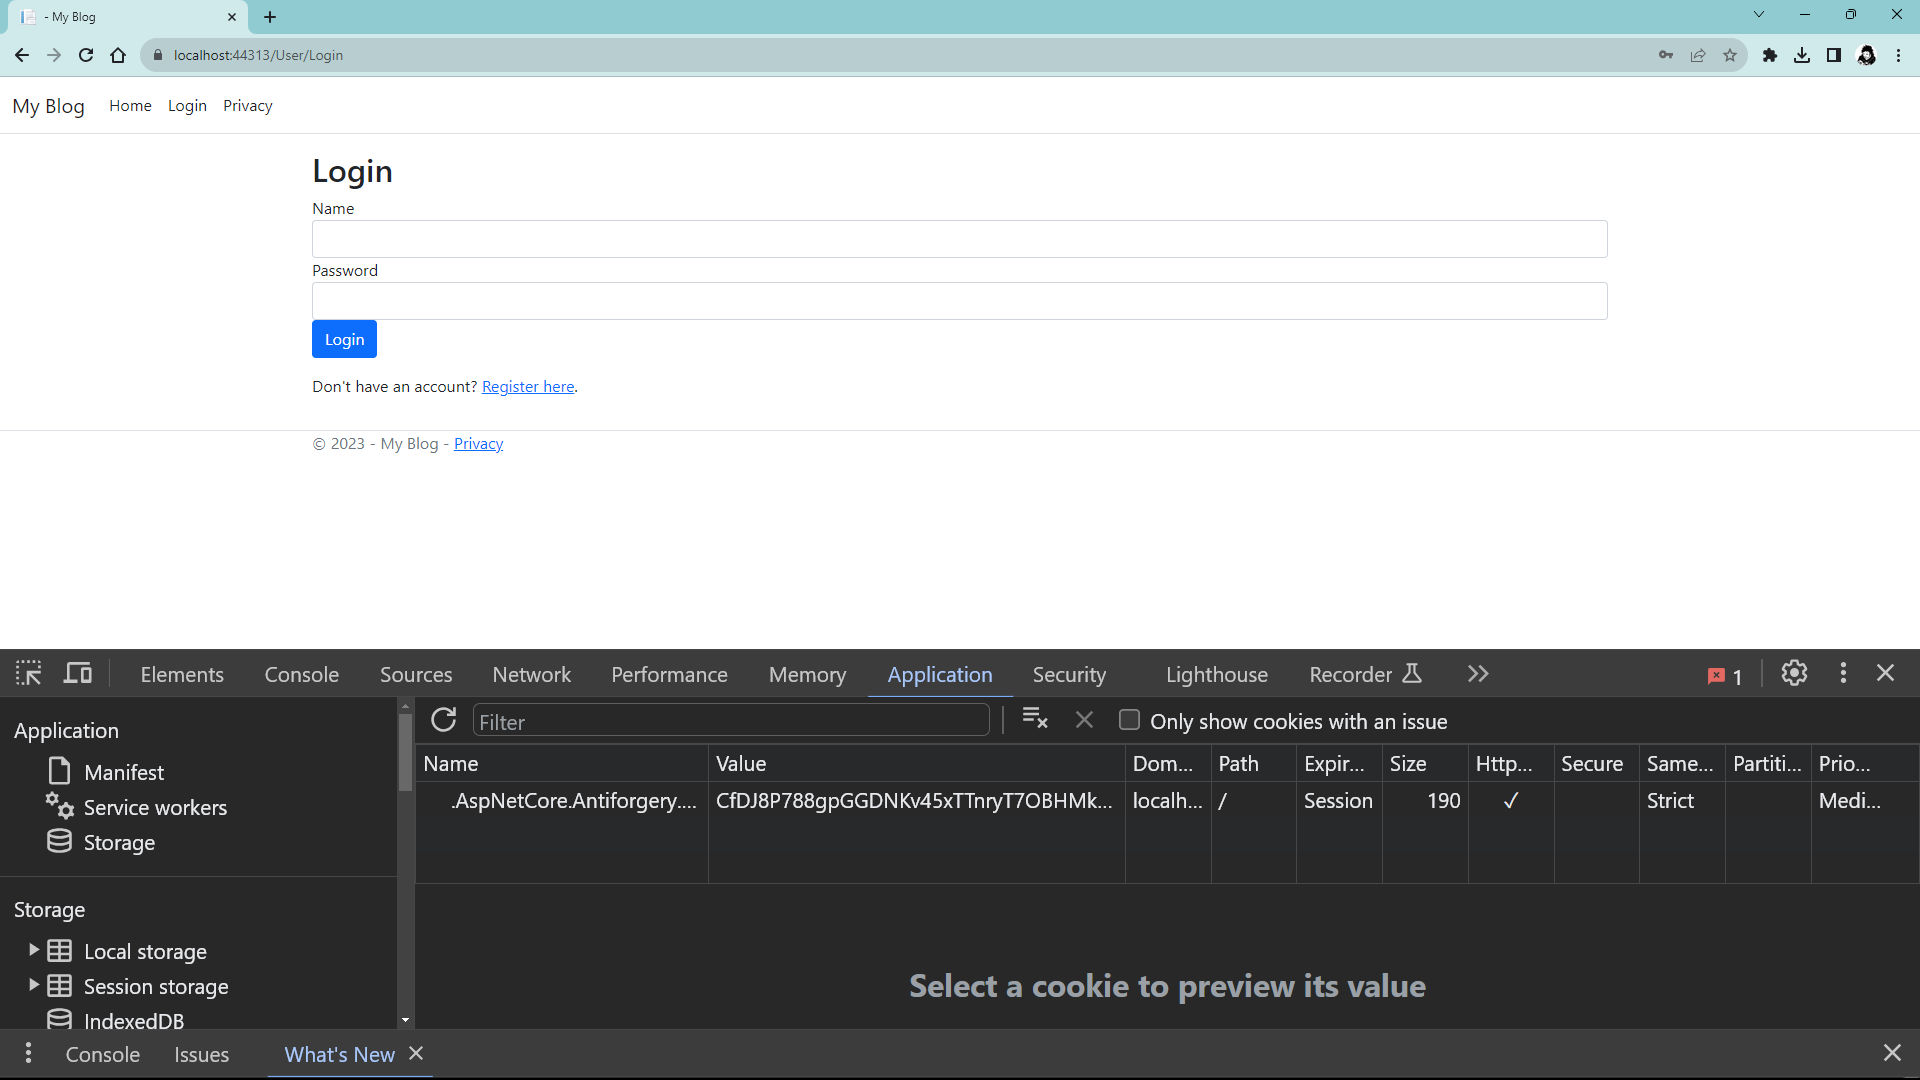 - My Blog
localhost:44313/User/Login
My Blog Home Login Privacy
Login
Name
Password
Login
Don't have an account? Register here.
© 2023 - My Blog - Privacy
Elements Console Sources Network Performance Memory Application Security Lighthouse Recorder 1
Application
Manifest
Service workers
Storage
Storage
Local storage
Session storage
IndexedDB
Filter Only show cookies with an issue
Name Value Dom... Path Expir... Size Http... Secure Same... Partiti... Prio...
.AspNetCore.Antiforgery.... CfDJ8P788gpGGDNKv45xTTnryT7OBHMk... localh... / Session 190 ✓ Strict Medi...
Select a cookie to preview its value
Console Issues What's New